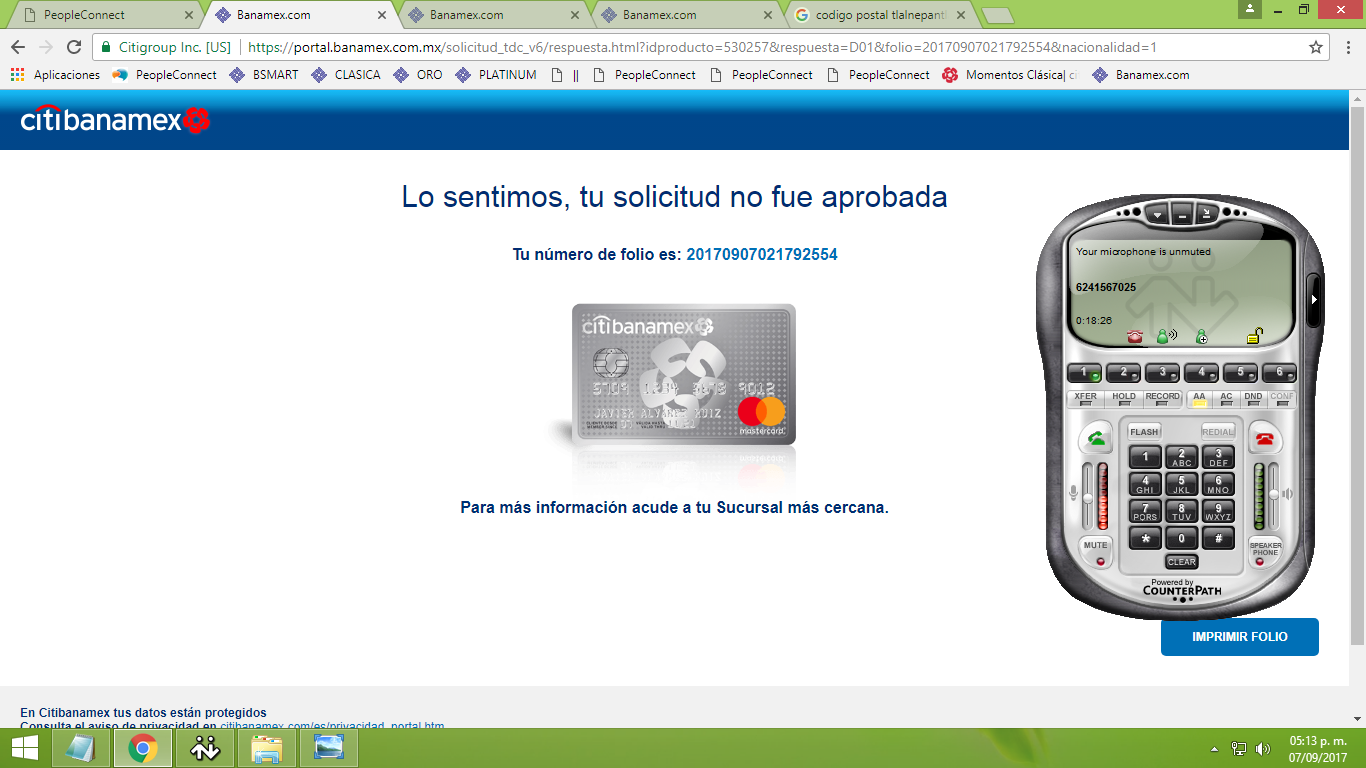 PeopleConnect
Banamex.com
Banamex.com
Banamex.com
codigo postal tlalnepant
Citigroup Inc. [US]
https://portal.banamex.com.mx/solicitud_tdc_v6/respuesta.html?idproducto=530257&respuesta=D01&folio=20170907021792554&nacionalidad=1
Aplicaciones PeopleConnect BSMART CLASICA ORO PLATINUM || PeopleConnect PeopleConnect PeopleConnect Momentos Clásica| ci Banamex.com
citibanamex
Lo sentimos, tu solicitud no fue aprobada
Tu número de folio es: 20170907021792554
citibanamex
JAVIER ALVAREZ RUIZ
mastercard
Para más información acude a tu Sucursal más cercana.
Your microphone is unmuted
6241567025
0:18:26
1 2 3 4 5 6
XFER HOLD RECORD AA AC DND CONF
FLASH REDIAL
1 2 ABC 3 DEF
4 GHI 5 JKL 6 MNO
7 PQRS 8 TUV 9 WXYZ
* 0 #
MUTE
SPEAKER PHONE
CLEAR
Powered by
COUNTERPATH
IMPRIMIR FOLIO
En Citibanamex tus datos están protegidos
Consulta el aviso de privacidad en citibanamex.com/es/privacidad_portal.htm
05:13 p. m.
07/09/2017